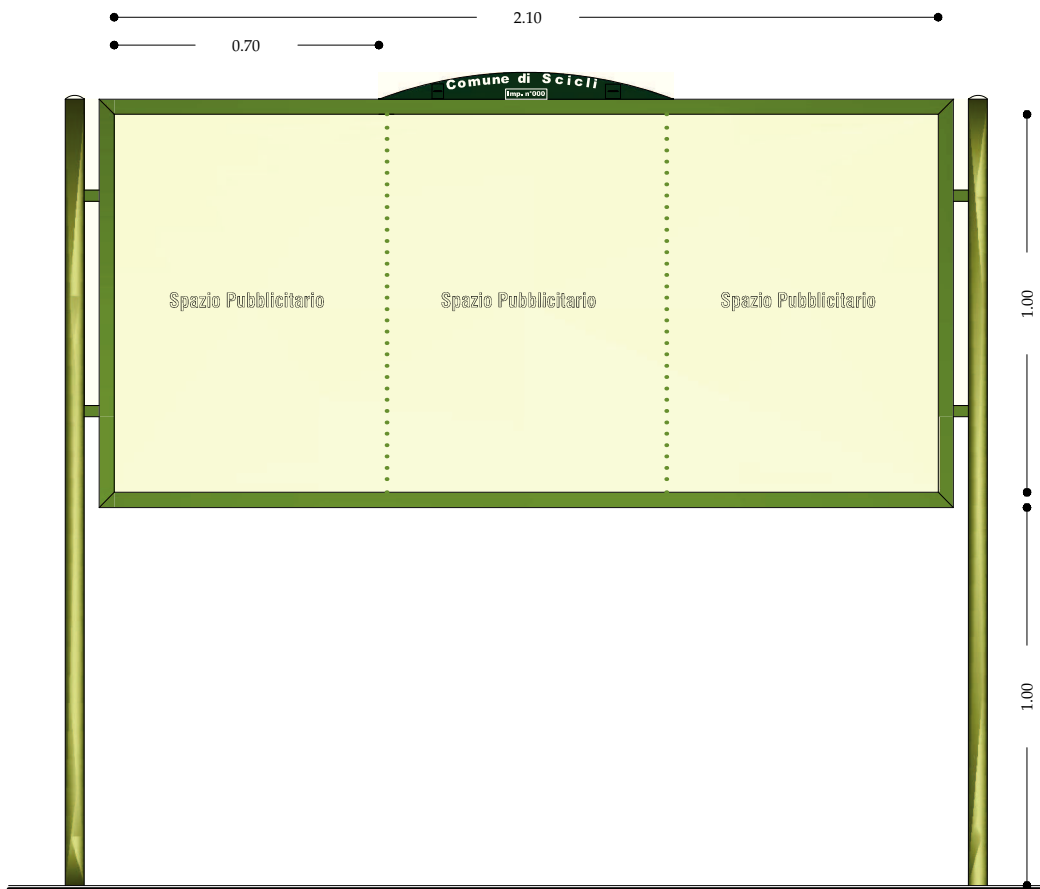 2.10
0.70
Comune di Scicli
Imp. n°000
Spazio Pubblicitario Spazio Pubblicitario Spazio Pubblicitario
1.00
1.00